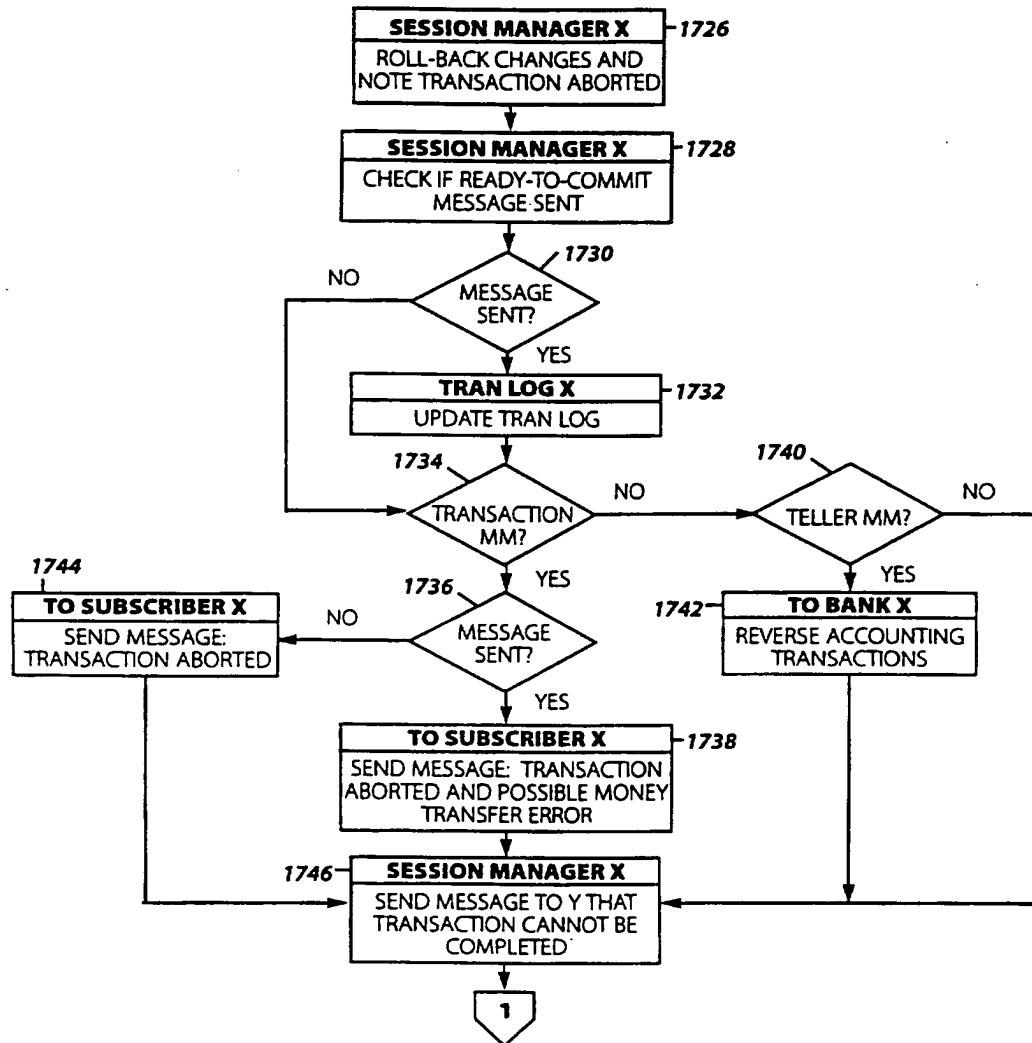 SESSION MANAGER X
1726
ROLL-BACK CHANGES AND
NOTE TRANSACTION ABORTED
SESSION MANAGER X
1728
CHECK IF READY-TO-COMMIT
MESSAGE SENT
1730
NO
MESSAGE
SENT?
YES
TRAN LOG X
1732
UPDATE TRAN LOG
1734
TRANSACTION
MM?
NO
1740
TELLER MM?
NO
YES
YES
1744
TO SUBSCRIBER X
SEND MESSAGE:
TRANSACTION ABORTED
NO
1736
MESSAGE
SENT?
YES
1742
TO BANK X
REVERSE ACCOUNTING
TRANSACTIONS
TO SUBSCRIBER X
1738
SEND MESSAGE: TRANSACTION
ABORTED AND POSSIBLE MONEY
TRANSFER ERROR
1746
SESSION MANAGER X
SEND MESSAGE TO Y THAT
TRANSACTION CANNOT BE
COMPLETED
1